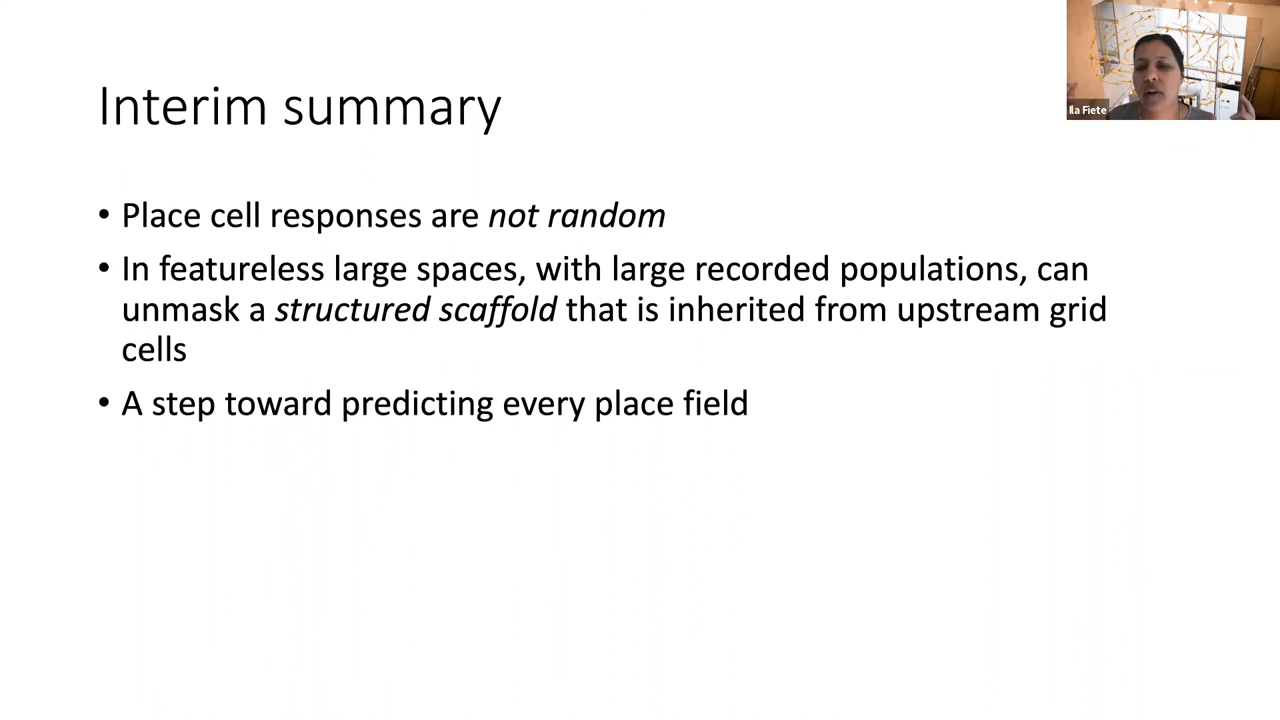 Ila Fiete
Interim summary
• Place cell responses are not random
• In featureless large spaces, with large recorded populations, can
unmask a structured scaffold that is inherited from upstream grid
cells
• A step toward predicting every place field